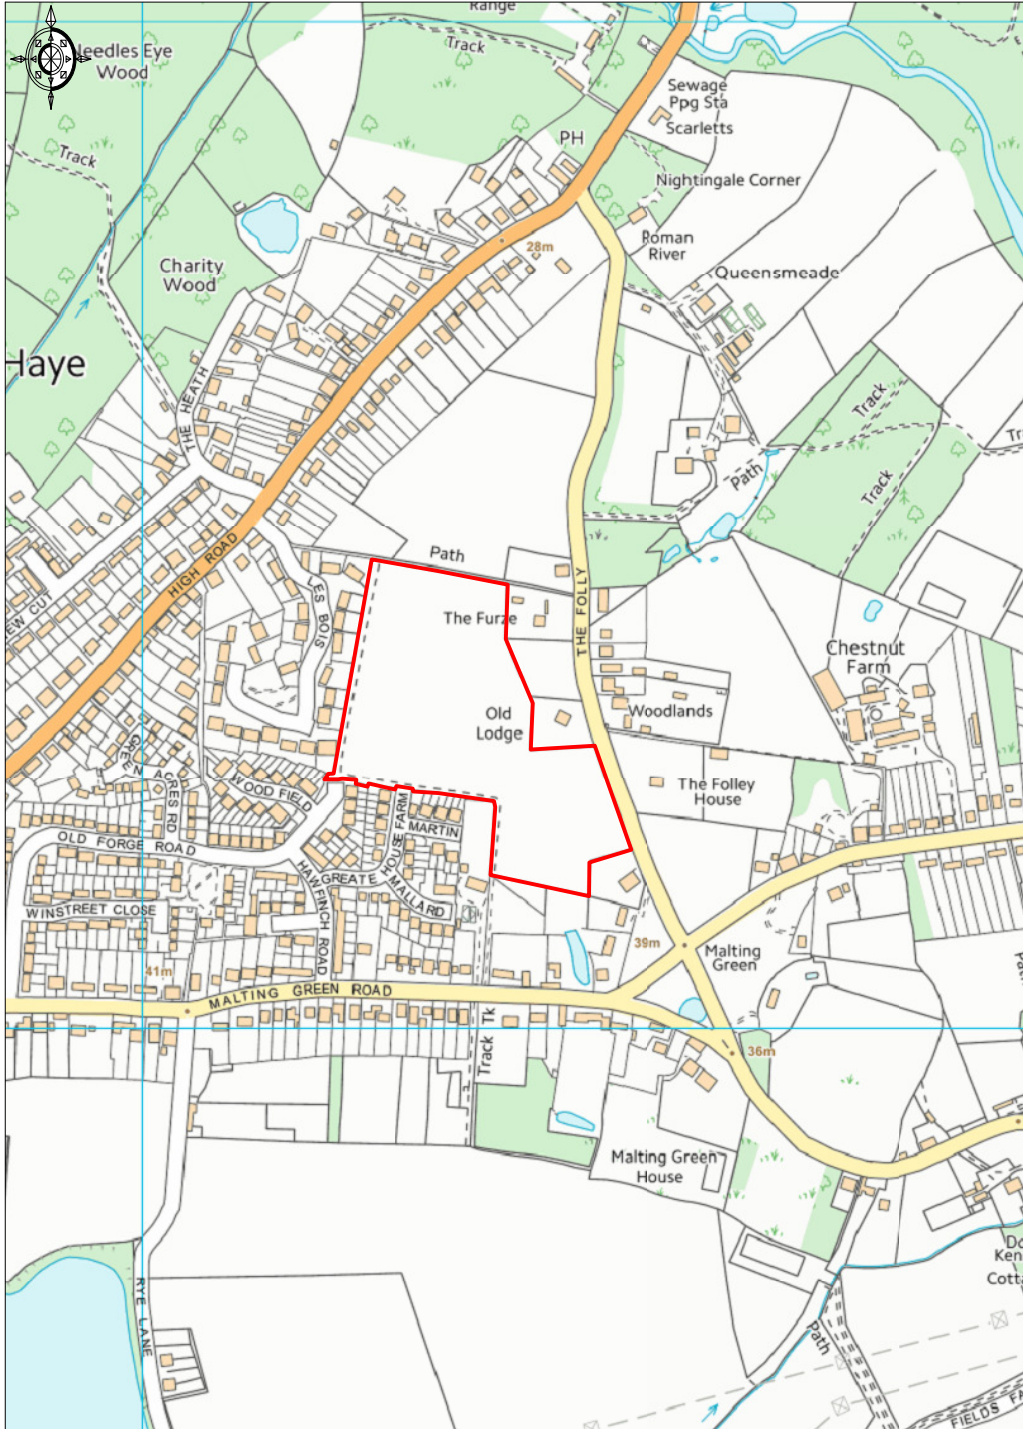 Range
Track
Needles Eye
Wood
Sewage
Ppg Sta
Scarletts
PH
Track
Nightingale Corner
Roman
River
28m
Charity
Wood
Queensmeade
Haye
THE HEATH
Track
Path
Track
HIGH ROAD
Path
LES BOIS
THE FOLLY
The Furze
Chestnut
Farm
Old
Lodge
Woodlands
GREEN ACRES RD
WOOD FIELD
The Folley
House
HOUSE FARM
MARTIN
OLD FORGE ROAD
GREATE
MALLARD
HAWFINCH ROAD
WINSTREET CLOSE
39m
Malting
Green
41m
MALTING GREEN ROAD
Track
Tk
36m
Malting Green
House
RYE LANE
Path